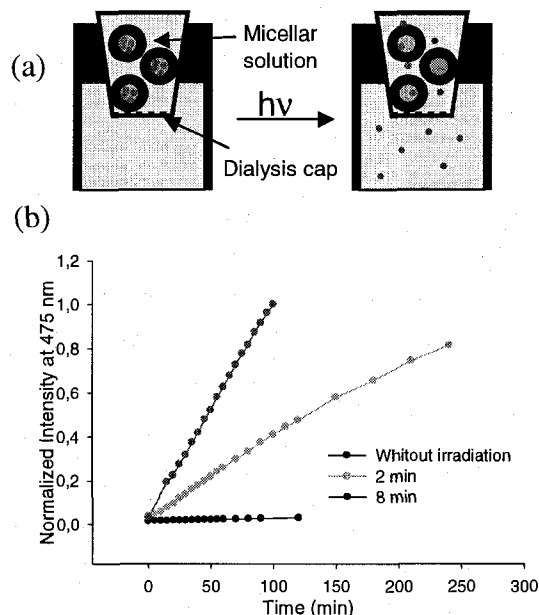 (a)
Micellar
solution
hν
Dialysis cap
(b)
Normalized Intensity at 475 nm
1,2
1,0
0,8
0,6
0,4
0,2
0,0
Whitout irradiation
2 min
8 min
0 50 100 150 200 250 300
Time (min)